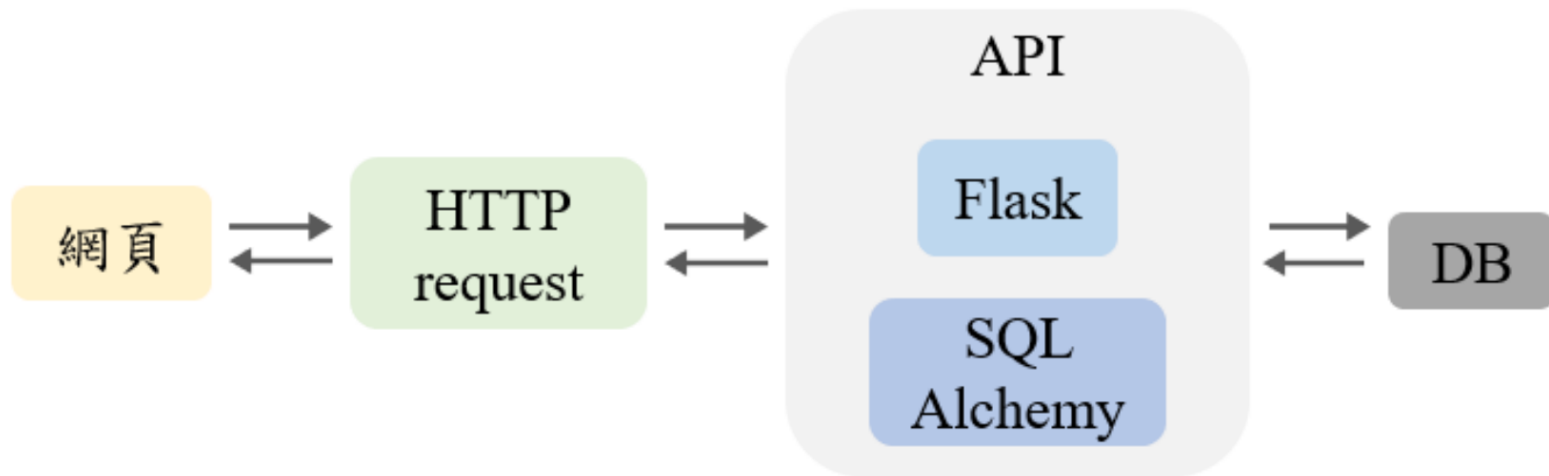 網頁
HTTP
request
API
Flask
SQL
Alchemy
DB